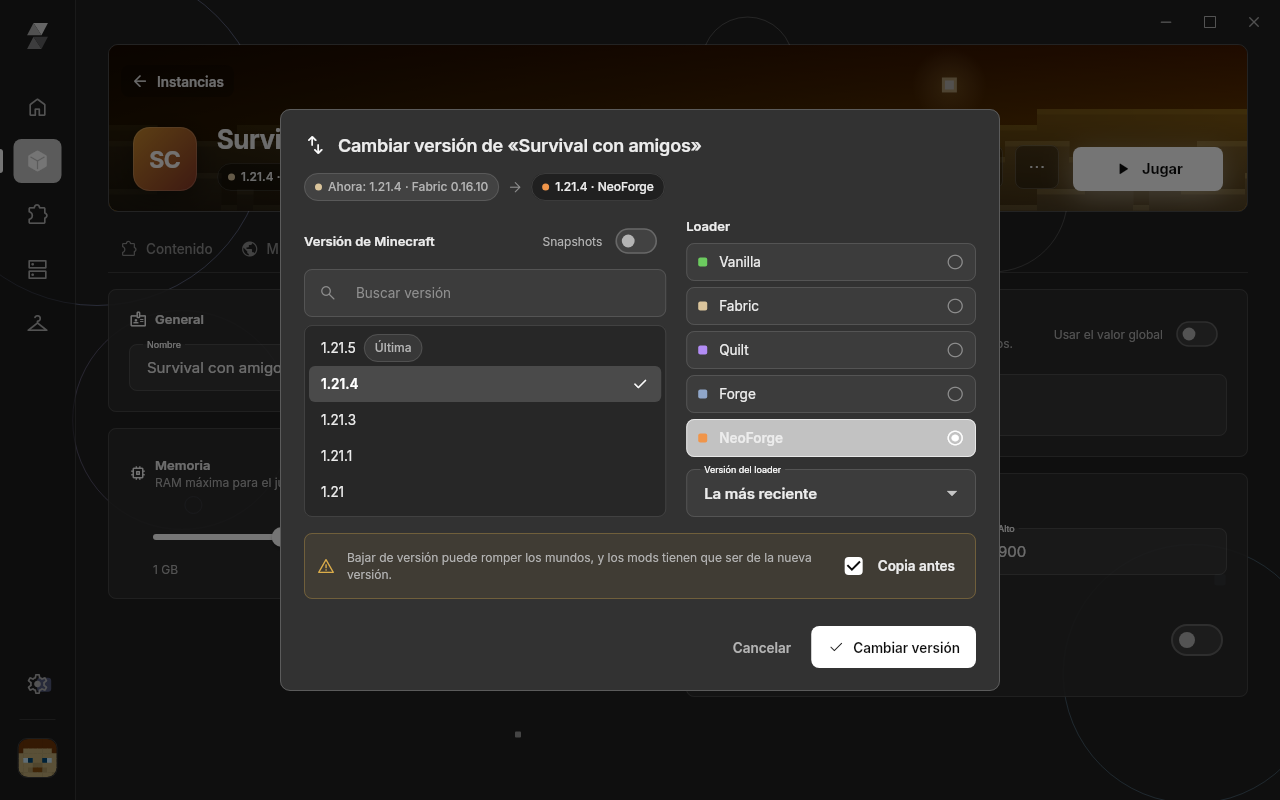 Instancias
SC
Survi
1.21.4 -
Jugar
Contenido
M
General
Nombre
Survival con amigo
Memoria
RAM máxima para el ju
1 GB
os.
Usar el valor global
Alto
900
Cambiar versión de «Survival con amigos»
Ahora: 1.21.4 · Fabric 0.16.10
1.21.4 · NeoForge
Versión de Minecraft
Snapshots
Buscar versión
1.21.5
Última
1.21.4
1.21.3
1.21.1
1.21
Loader
Vanilla
Fabric
Quilt
Forge
NeoForge
Versión del loader
La más reciente
Bajar de versión puede romper los mundos, y los mods tienen que ser de la nueva
versión.
Copia antes
Cancelar
Cambiar versión